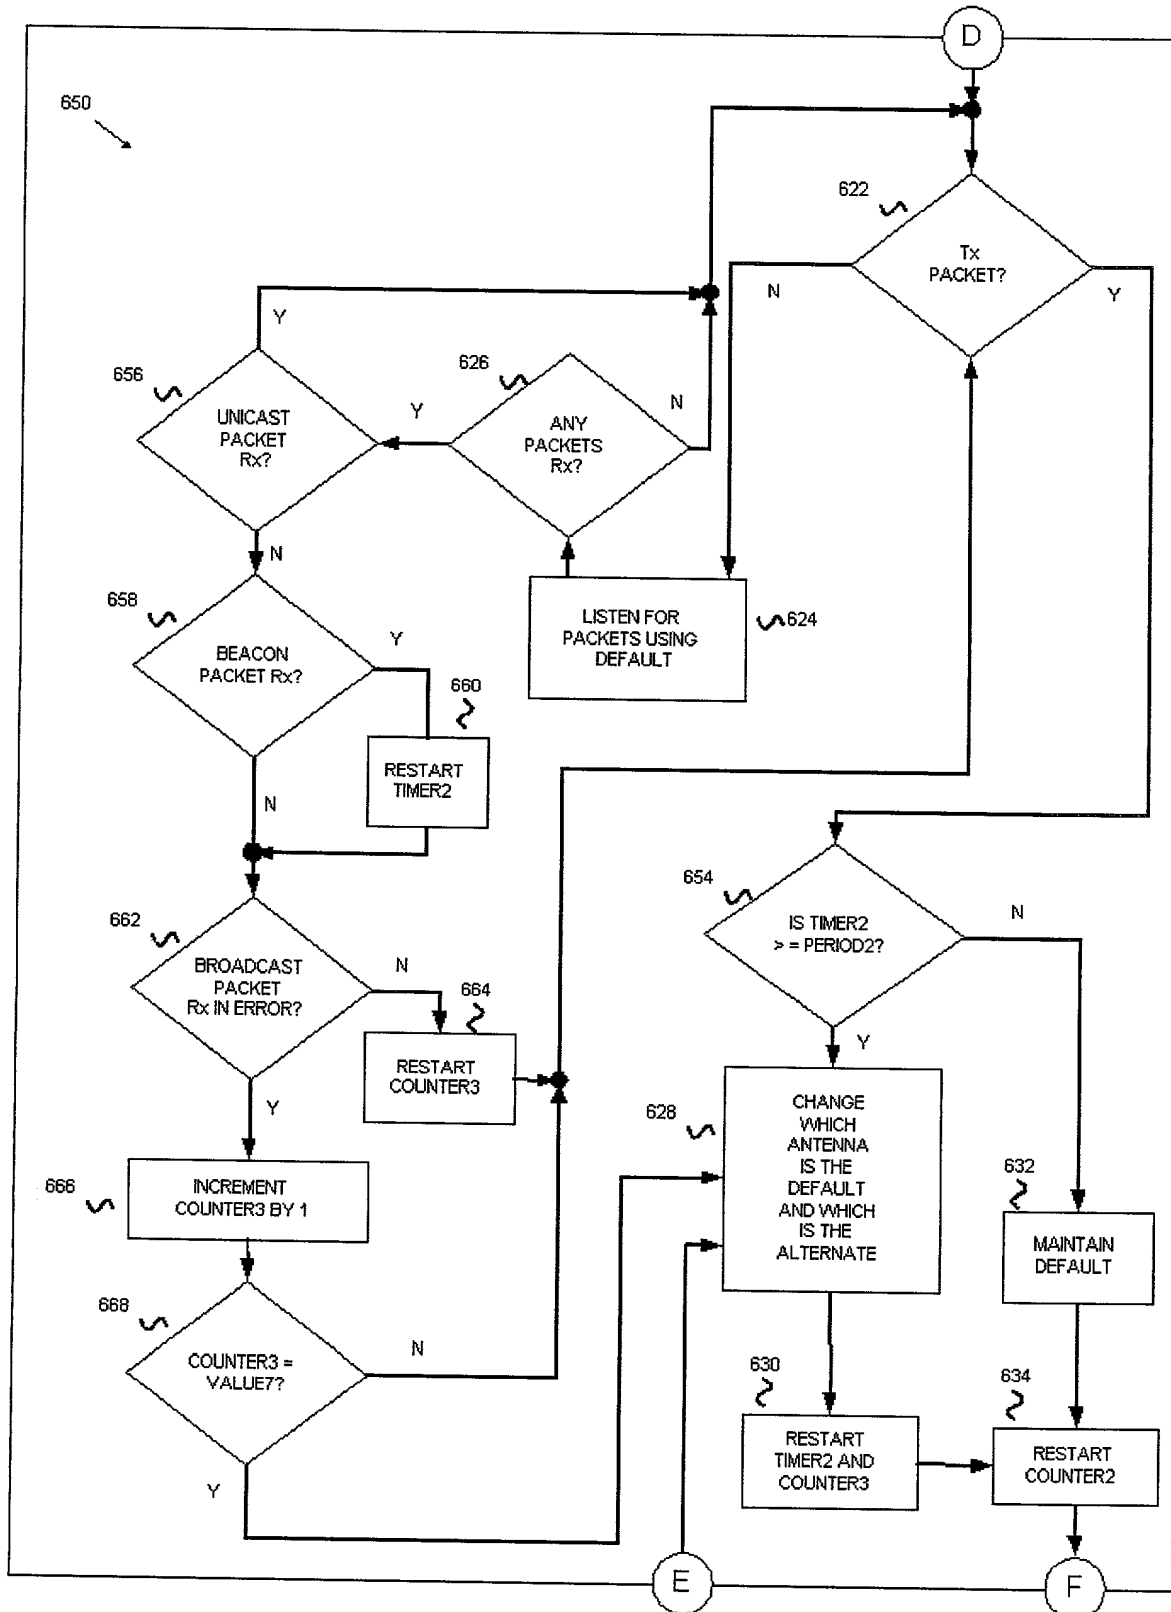 D
650
622
Tx
PACKET?
N
Y
Y
656
626
UNICAST
PACKET
Rx?
Y
ANY
PACKETS
Rx?
N
N
658
BEACON
PACKET Rx?
Y
LISTEN FOR
PACKETS USING
DEFAULT
624
660
RESTART
TIMER2
N
654
IS TIMER2
> = PERIOD2?
N
Y
662
BROADCAST
PACKET
Rx IN ERROR?
N
664
RESTART
COUNTER3
Y
628
CHANGE
WHICH
ANTENNA
IS THE
DEFAULT
AND WHICH
IS THE
ALTERNATE
632
MAINTAIN
DEFAULT
666
INCREMENT
COUNTER3 BY 1
668
COUNTER3 =
VALUE7?
N
Y
630
RESTART
TIMER2 AND
COUNTER3
634
RESTART
COUNTER2
E
F